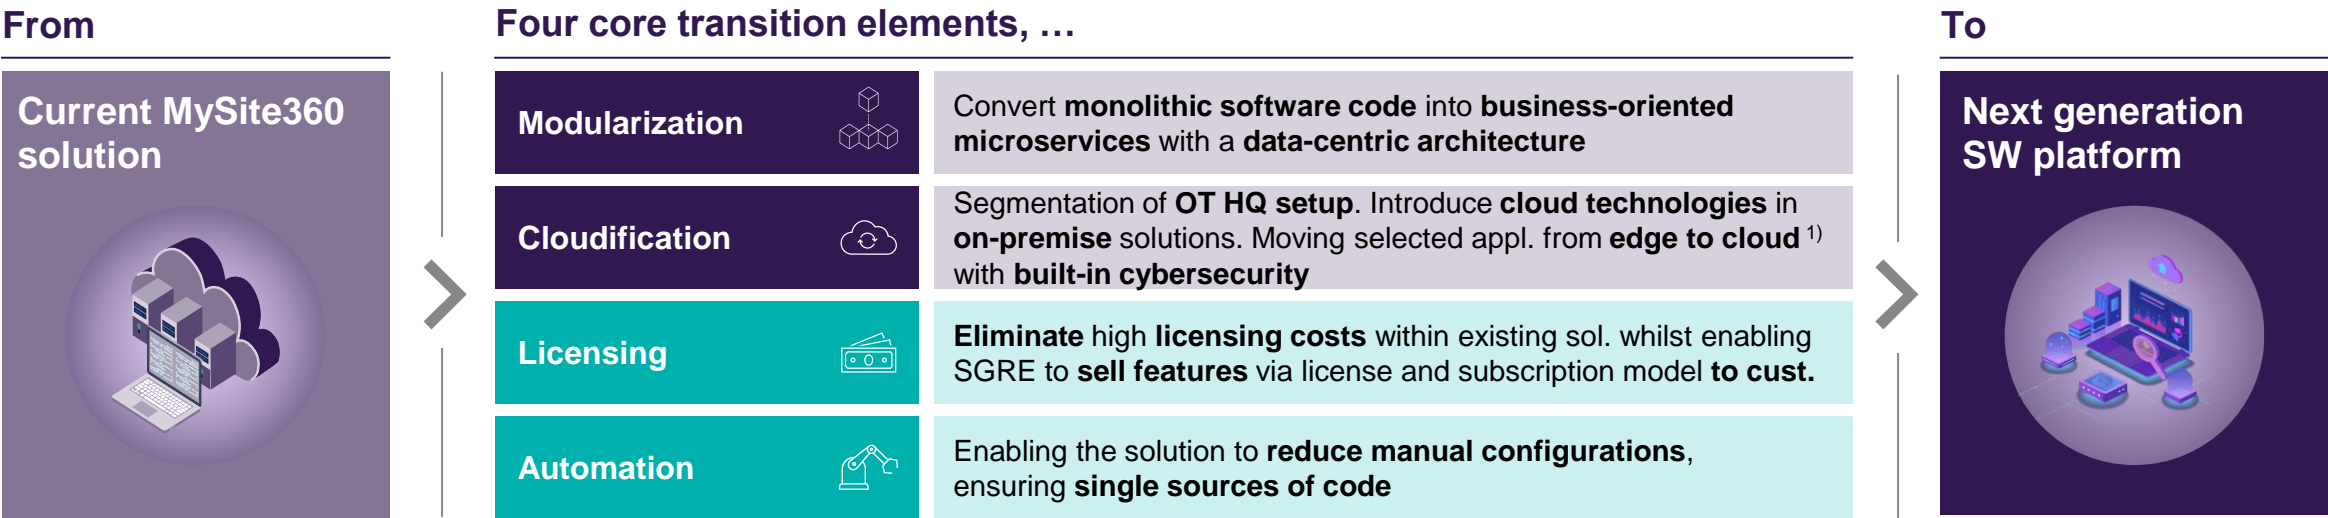 From
Four core transition elements, …
To
Current MySite360
solution
Modularization
Convert monolithic software code into business-oriented
microservices with a data-centric architecture
Cloudification
Segmentation of OT HQ setup. Introduce cloud technologies in
on-premise solutions. Moving selected appl. from edge to cloud 1)
with built-in cybersecurity
Licensing
Eliminate high licensing costs within existing sol. whilst enabling
SGRE to sell features via license and subscription model to cust.
Automation
Enabling the solution to reduce manual configurations,
ensuring single sources of code
Next generation
SW platform